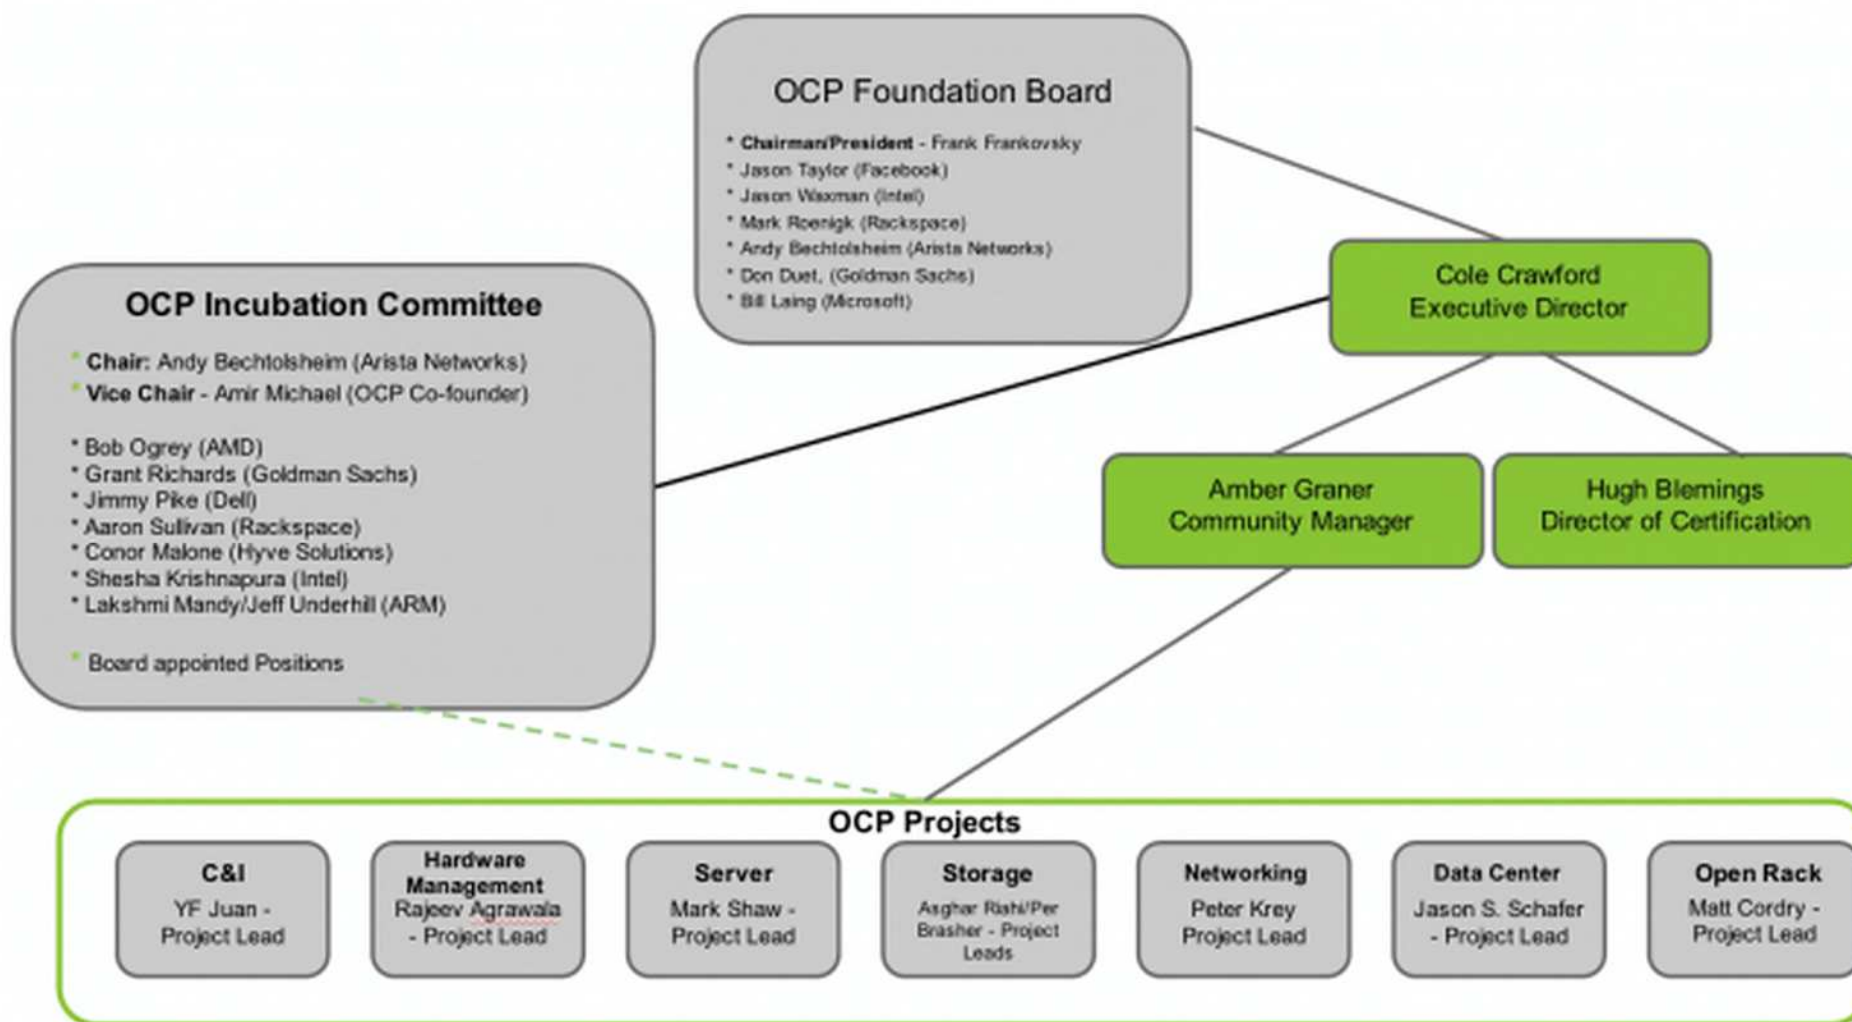 OCP Foundation Board
* Chairman/President - Frank Frankovsky
* Jason Taylor (Facebook)
* Jason Waxman (Intel)
* Mark Roenigk (Rackspace)
* Andy Bechtolsheim (Arista Networks)
* Don Duet, (Goldman Sachs)
* Bill Laing (Microsoft)
Cole Crawford
Executive Director
OCP Incubation Committee
* Chair: Andy Bechtolsheim (Arista Networks)
* Vice Chair - Amir Michael (OCP Co-founder)
* Bob Ogrey (AMD)
* Grant Richards (Goldman Sachs)
* Jimmy Pike (Dell)
* Aaron Sullivan (Rackspace)
* Conor Malone (Hyve Solutions)
* Shesha Krishnapura (Intel)
* Lakshmi Mandy/Jeff Underhill (ARM)
* Board appointed Positions
Amber Graner
Community Manager
Hugh Blemings
Director of Certification
OCP Projects
C&I
YF Juan -
Project Lead
Hardware
Management
Rajeev Agrawala
- Project Lead
Server
Mark Shaw -
Project Lead
Storage
Asghar Riahi/Per
Brasher - Project
Leads
Networking
Peter Krey
Project Lead
Data Center
Jason S. Schafer
- Project Lead
Open Rack
Matt Cordry -
Project Lead